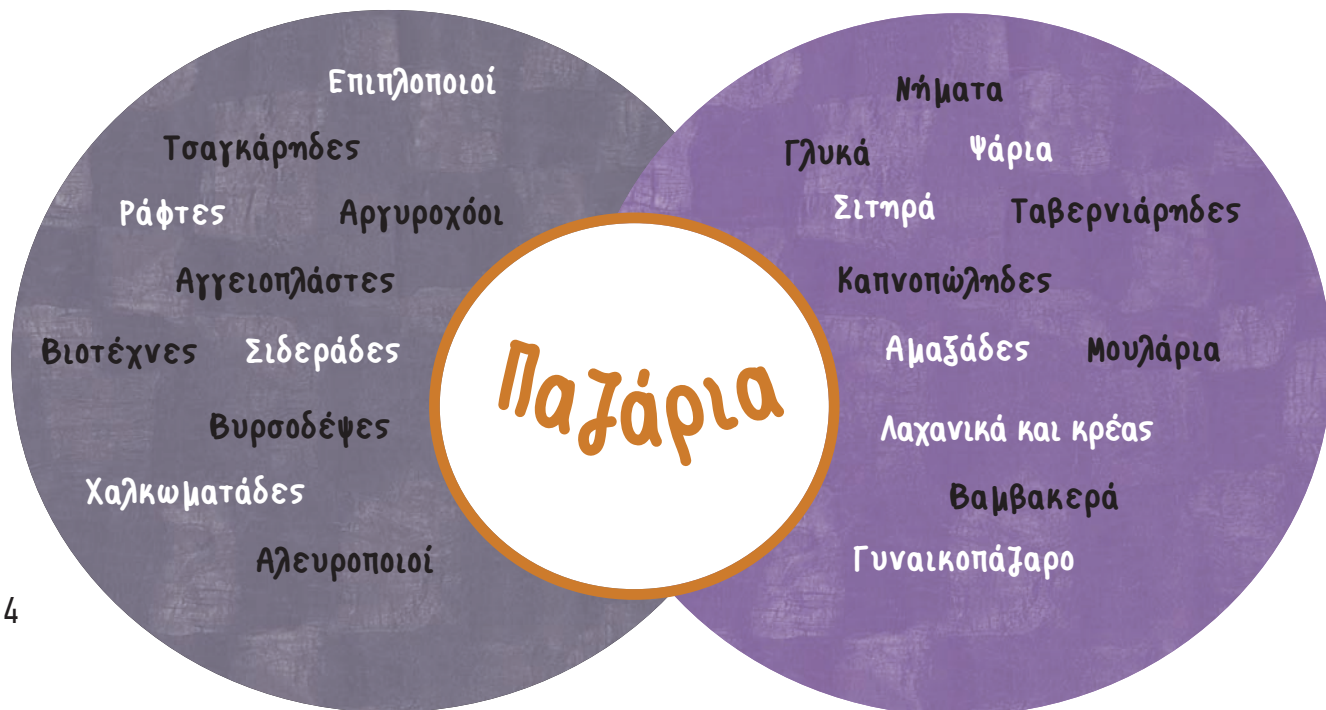 Επιπλοποιοί
Τσαγκάρηδες
Ράφτες Αργυροχόοι
Αγγειοπλάστες
Βιοτέχνες Σιδεράδες
Βυρσοδέψες
Χαλκωματάδες
Αλευροποιοί
Παζάρια
Νήματα
Γλυκά Ψάρια
Σιτηρά Ταβερνιάρηδες
Καπνοπώληδες
Αμαξάδες Μουλάρια
Λαχανικά και κρέας
Βαμβακερά
Γυναικοπάζαρο
4